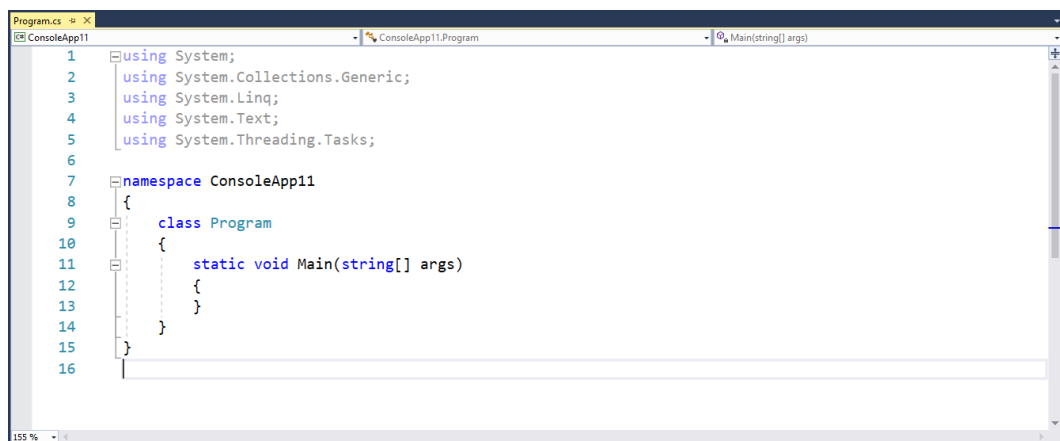 Program.cs
ConsoleApp11 ConsoleApp11.Program Main(string[] args)
1 using System;
2 using System.Collections.Generic;
3 using System.Linq;
4 using System.Text;
5 using System.Threading.Tasks;
6
7 namespace ConsoleApp11
8 {
9 class Program
10 {
11 static void Main(string[] args)
12 {
13 }
14 }
15 }
16
155 %